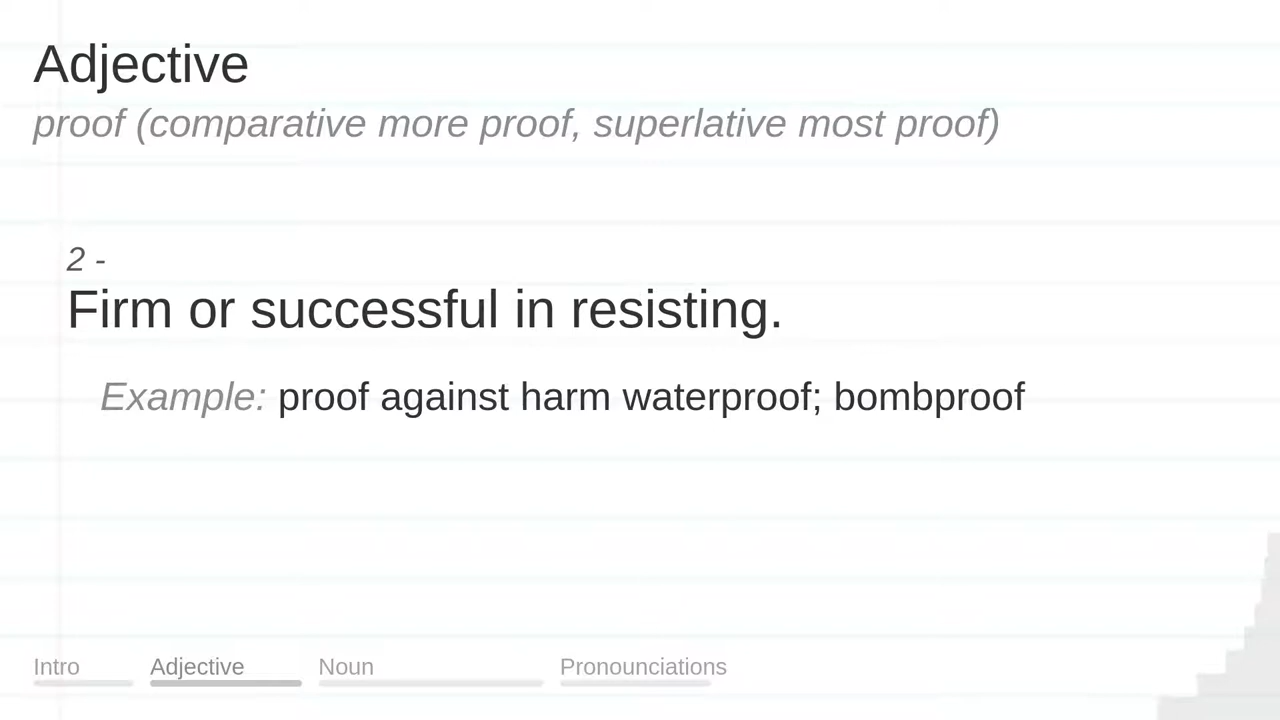 Adjective
proof (comparative more proof, superlative most proof)
2 -
Firm or successful in resisting.
Example: proof against harm waterproof; bombproof
Intro Adjective Noun Pronounciations